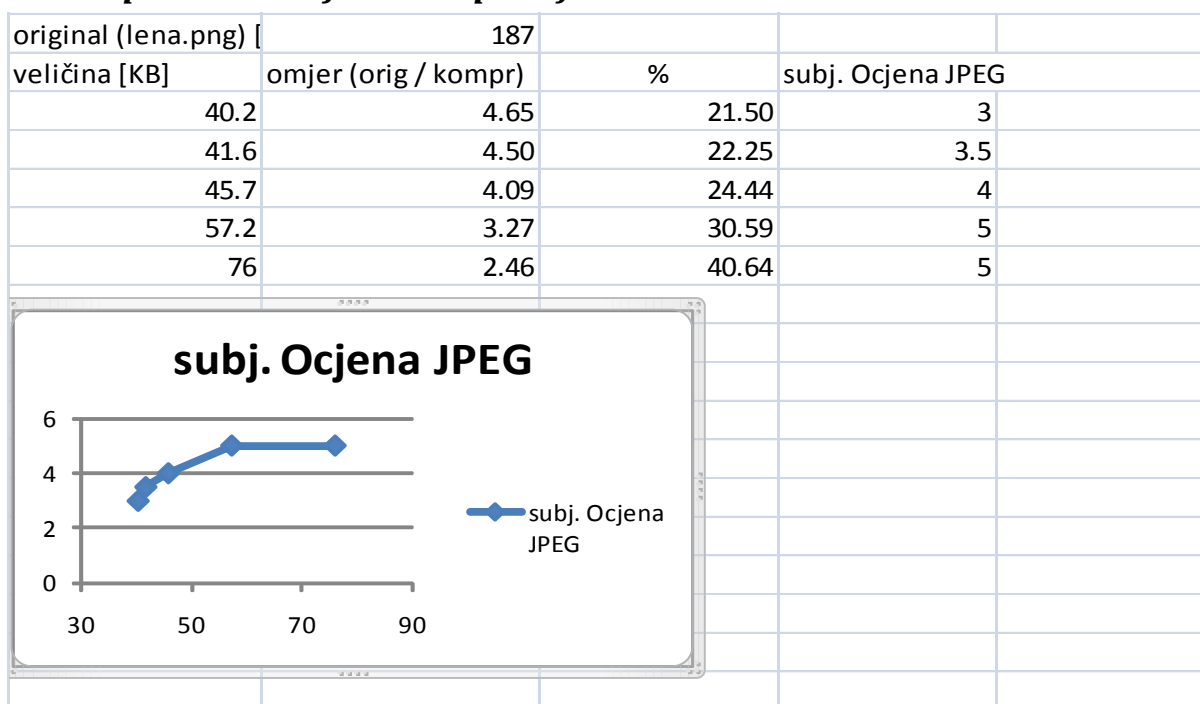 original (lena.png) [ 187
veličina [KB] omjer (orig / kompr) % subj. Ocjena JPEG
40.2 4.65 21.50 3
41.6 4.50 22.25 3.5
45.7 4.09 24.44 4
57.2 3.27 30.59 5
76 2.46 40.64 5
subj. Ocjena JPEG
6
4
2
0
30 50 70 90
subj. Ocjena
JPEG